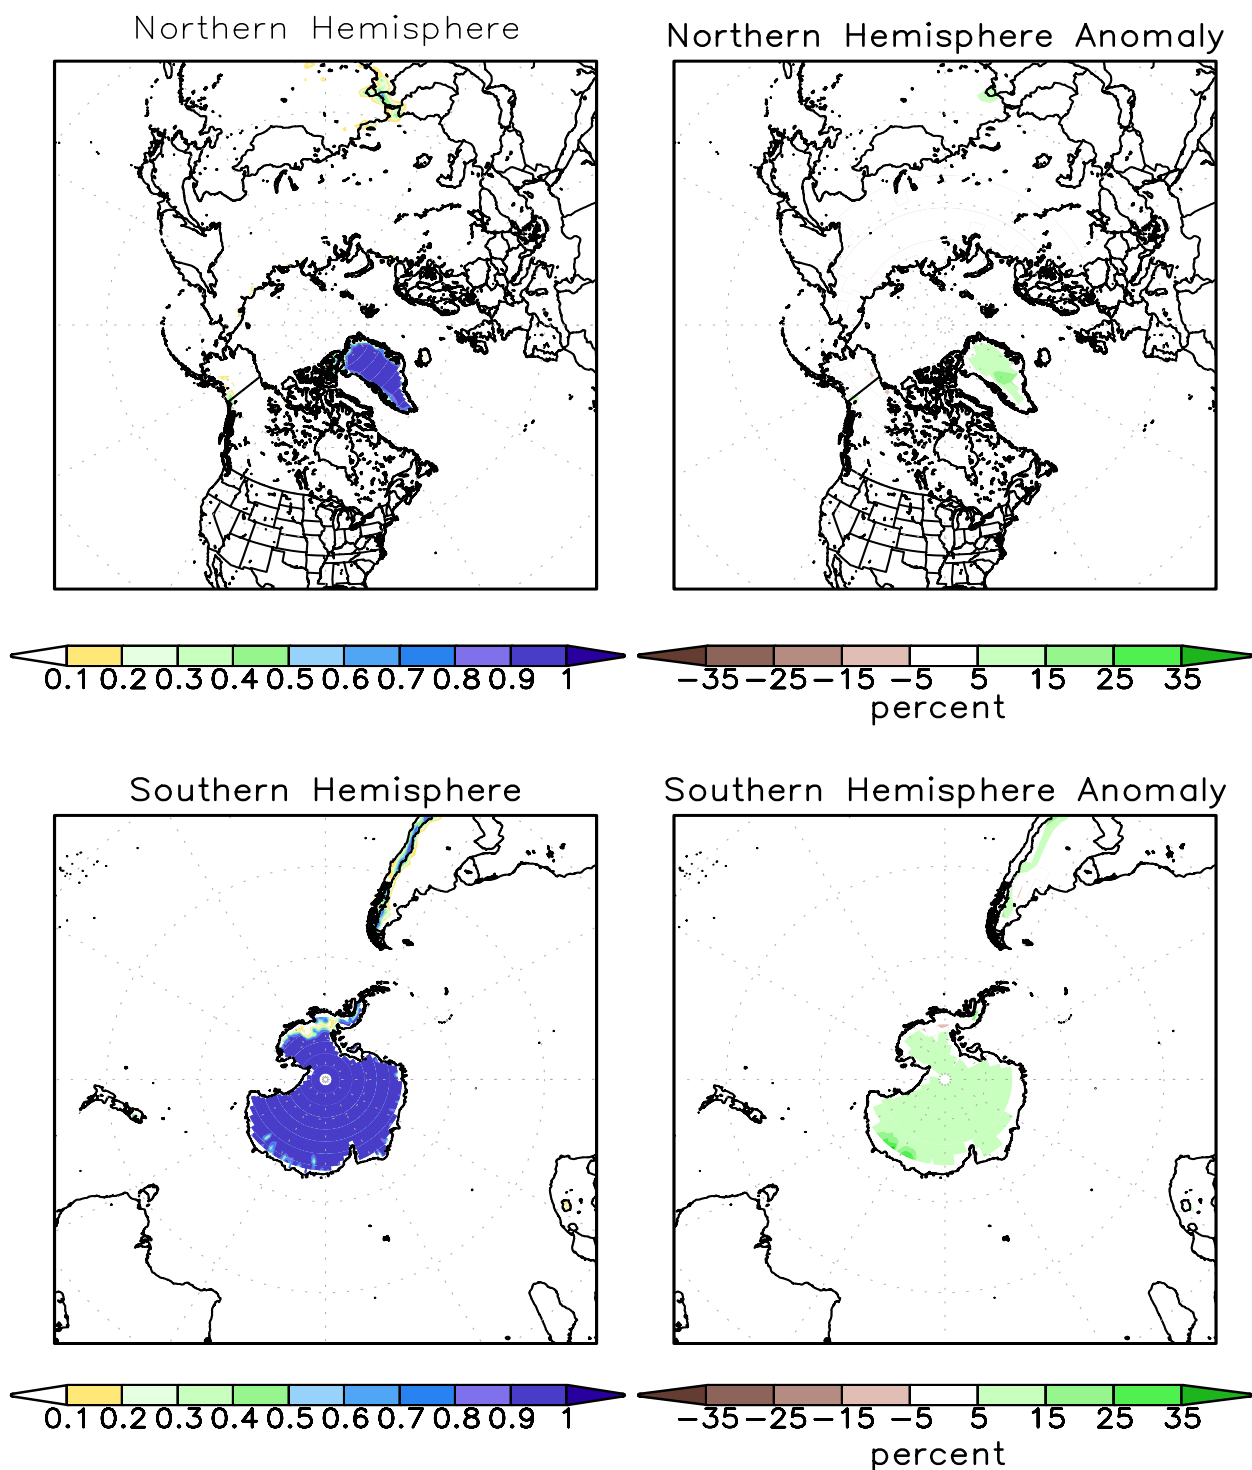 Northern Hemisphere
Northern Hemisphere Anomaly
0.1 0.2 0.3 0.4 0.5 0.6 0.7 0.8 0.9 1
−35 −25 −15 −5 5 15 25 35
percent
Southern Hemisphere
Southern Hemisphere Anomaly
0.1 0.2 0.3 0.4 0.5 0.6 0.7 0.8 0.9 1
−35 −25 −15 −5 5 15 25 35
percent